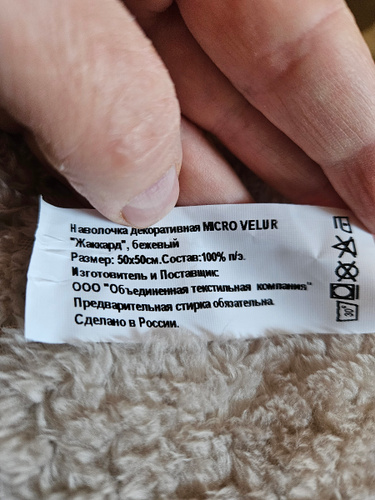 Наволочка декоративная MICRO VELUR
"Жаккард", бежевый
Размер: 50х50см.Состав:100% п/э.
Изготовитель и Поставщик:
ООО "Объединенная текстильная компания"
Предварительная стирка обязательна.
Сделано в России.